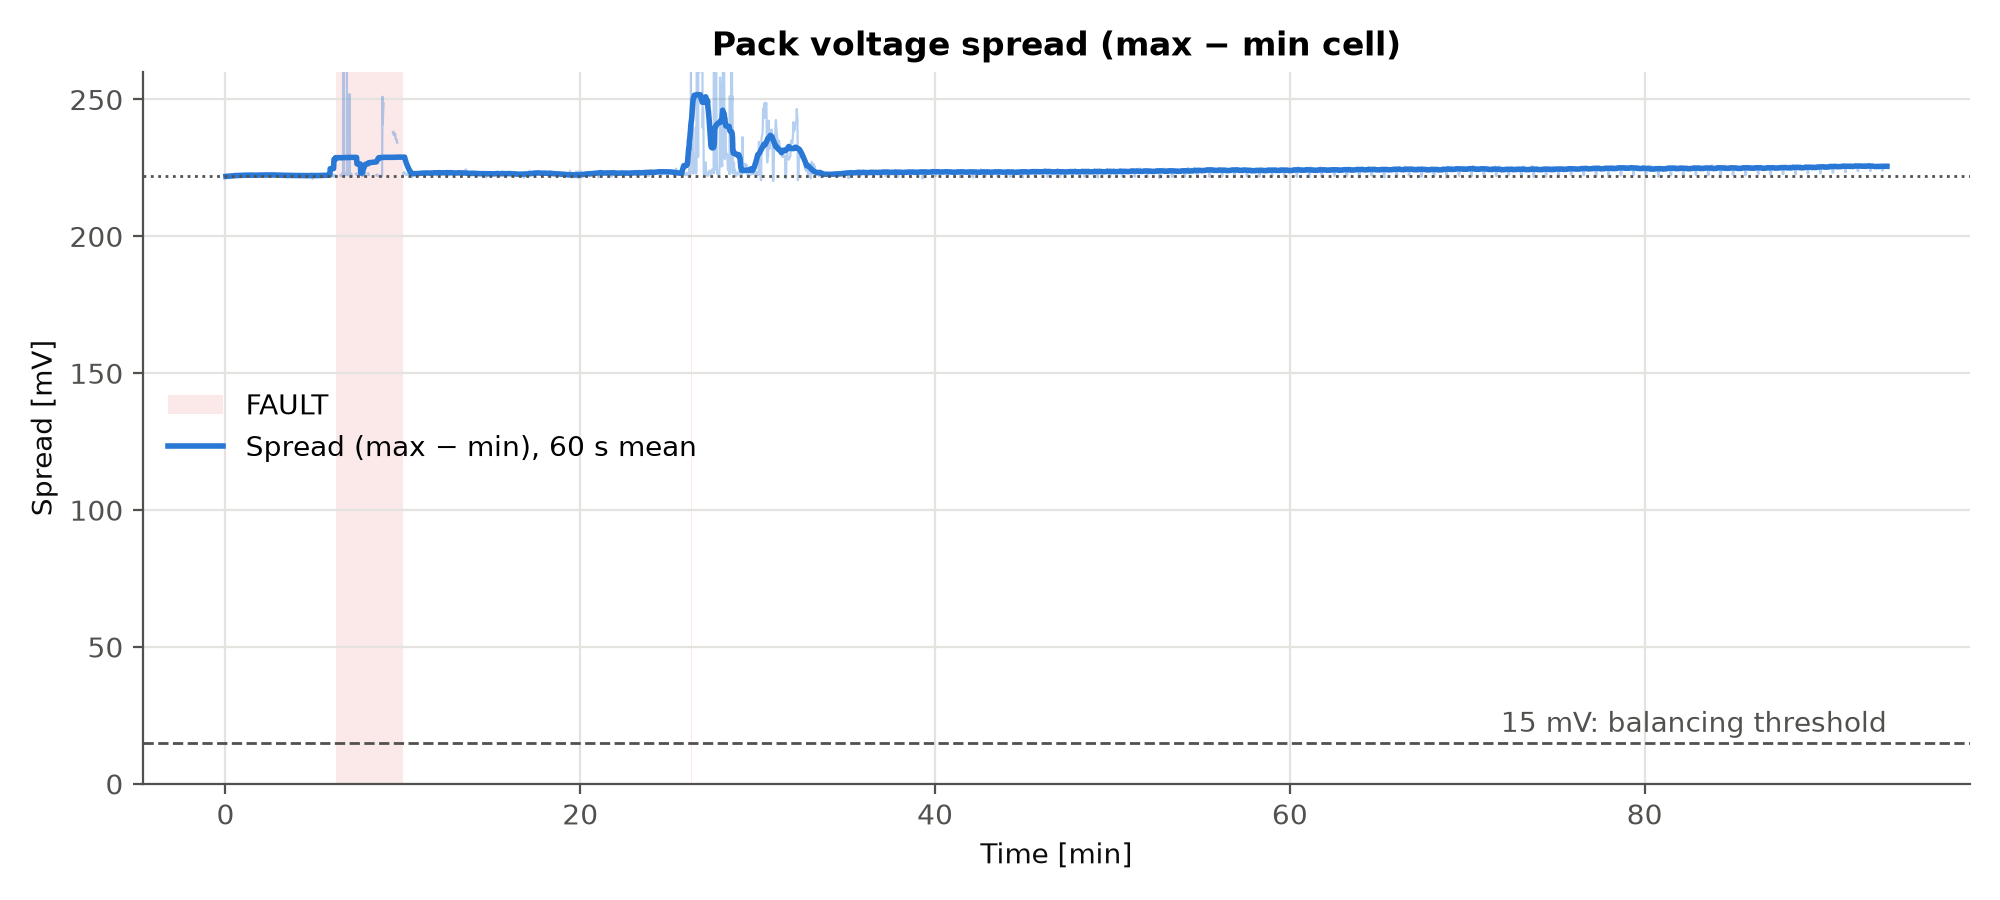 Pack voltage spread (max − min cell)
250
200
150
100
50
0
Spread [mV]
FAULT
Spread (max − min), 60 s mean
15 mV: balancing threshold
0 20 40 60 80
Time [min]